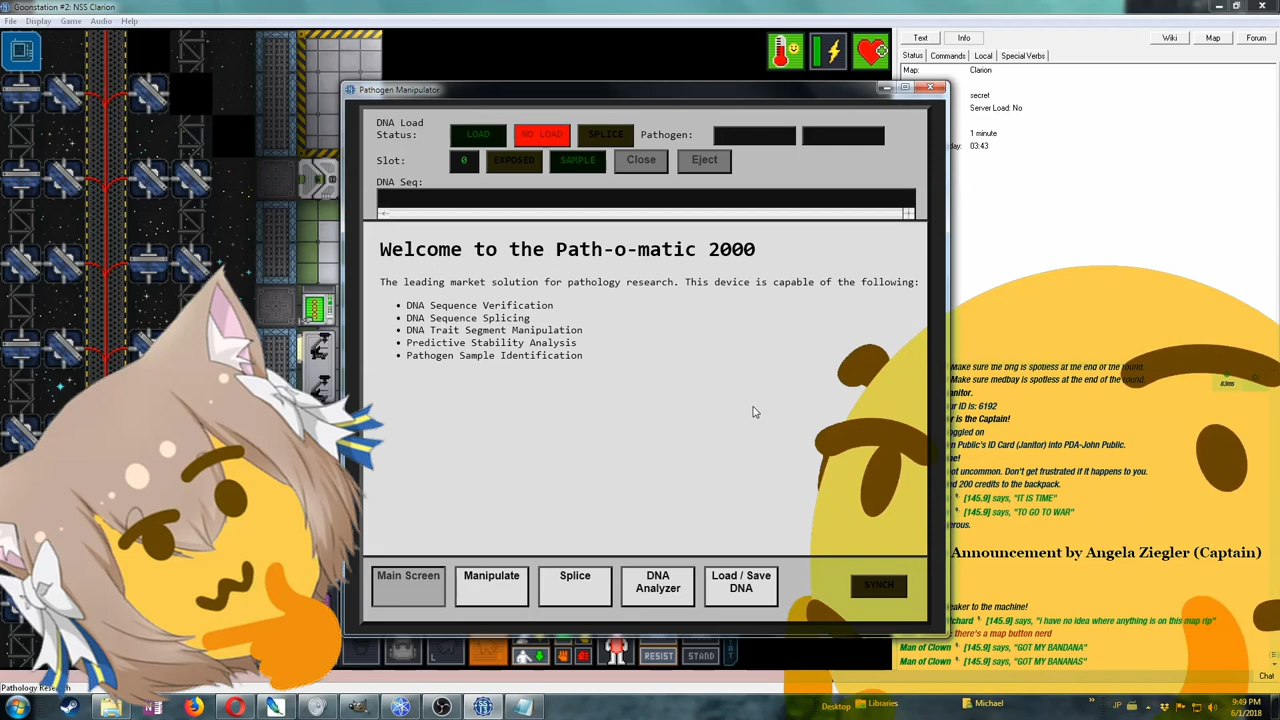 Goonstation #2: NSS Clarion
File Display Game Audio Help
Text Info Wiki Map Forum
Status Commands Local Special Verbs
Map: Clarion
secret
Server Load: No
1 minute
03:43
Pathogen Manipulator
DNA Load
Status: LOAD NO LOAD SPLICE Pathogen:
Slot: 0 EXPOSED SAMPLE Close Eject
DNA Seq:
Welcome to the Path-o-matic 2000
The leading market solution for pathology research. This device is capable of the following:
• DNA Sequence Verification
• DNA Sequence Splicing
• DNA Trait Segment Manipulation
• Predictive Stability Analysis
• Pathogen Sample Identification
Main Screen Manipulate Splice DNA Analyzer Load / Save DNA SYNCH
RESIST STAND
Make sure the brig is spotless at the end of the round.
Make sure medbay is spotless at the end of the round.
83ms
ID is: 6192
is the Captain!
Public's ID Card (Janitor) into PDA-John Public.
uncommon. Don't get frustrated if it happens to you.
200 credits to the backpack.
[145.9] says, "IT IS TIME"
[145.9] says, "TO GO TO WAR"
Announcement by Angela Ziegler (Captain)
to the machine!
[145.9] says, "i have no idea where anything is on this map rip"
there's a map button nerd
Man of Clown [145.9] says, "GOT MY BANDANA"
Man of Clown [145.9] says, "GOT MY BANANAS"
Chat
Desktop Libraries Michael » JP
9:49 PM
6/1/2018